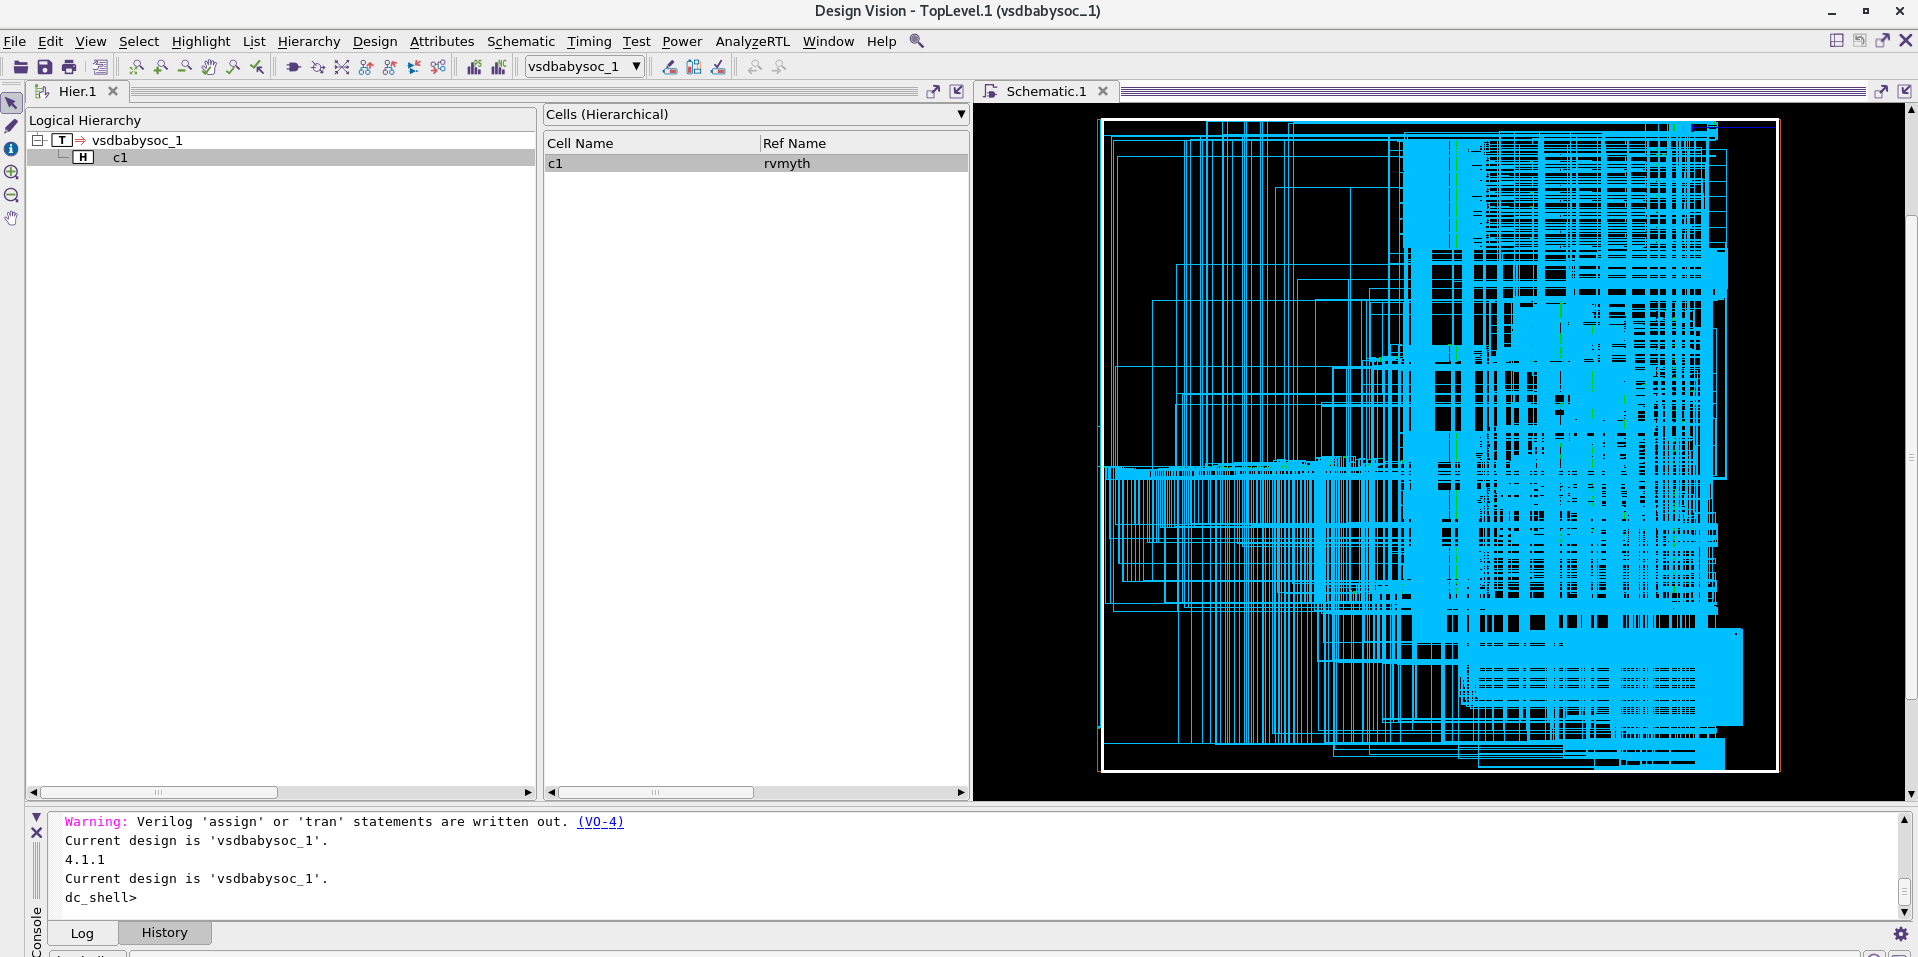 Design Vision - TopLevel.1 (vsdbabysoc_1)
File Edit View Select Highlight List Hierarchy Design Attributes Schematic Timing Test Power AnalyzeRTL Window Help
vsdbabysoc_1
Hier.1
Schematic.1
Logical Hierarchy
Cells (Hierarchical)
T vsdbabysoc_1
H c1
Cell Name Ref Name
c1 rvmyth
Warning: Verilog 'assign' or 'tran' statements are written out. (VO-4)
Current design is 'vsdbabysoc_1'.
4.1.1
Current design is 'vsdbabysoc_1'.
dc_shell>
Console
Log History